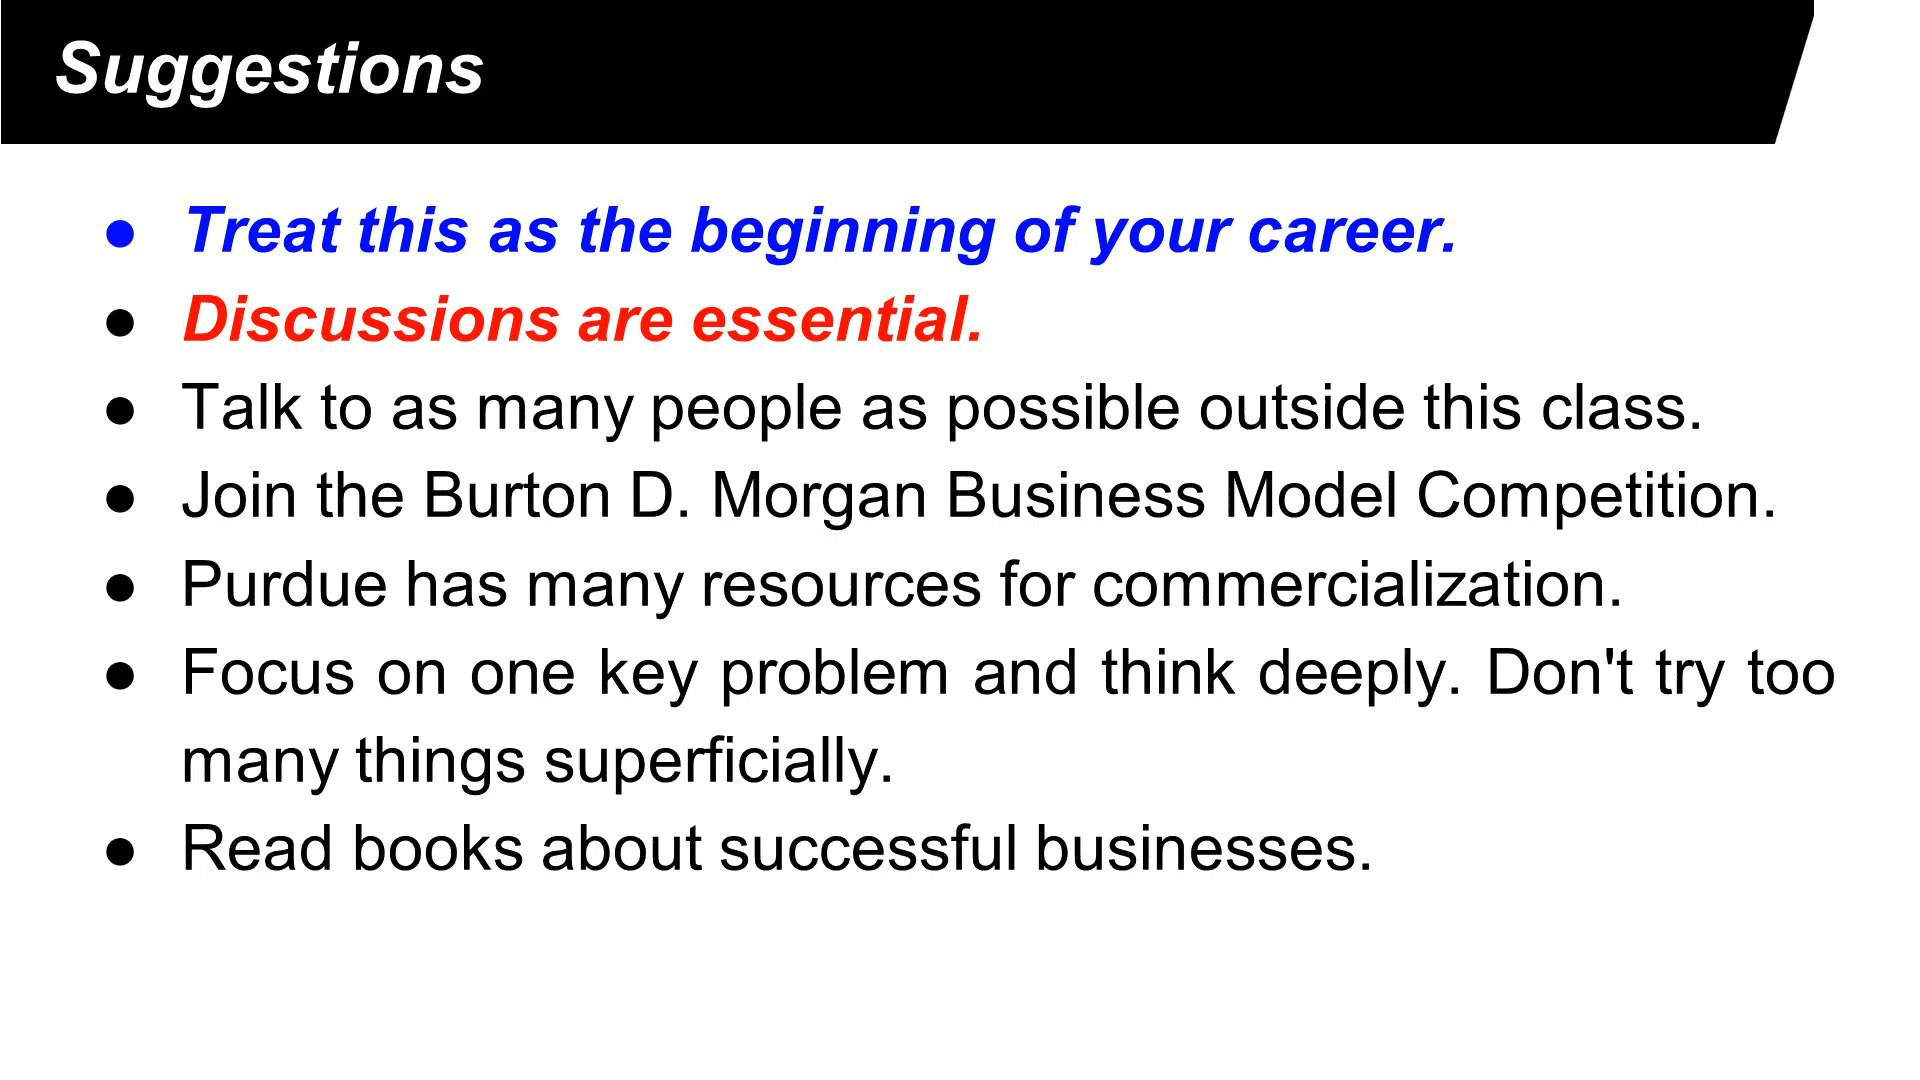 Suggestions
● Treat this as the beginning of your career.
● Discussions are essential.
● Talk to as many people as possible outside this class.
● Join the Burton D. Morgan Business Model Competition.
● Purdue has many resources for commercialization.
● Focus on one key problem and think deeply. Don't try too
many things superficially.
● Read books about successful businesses.